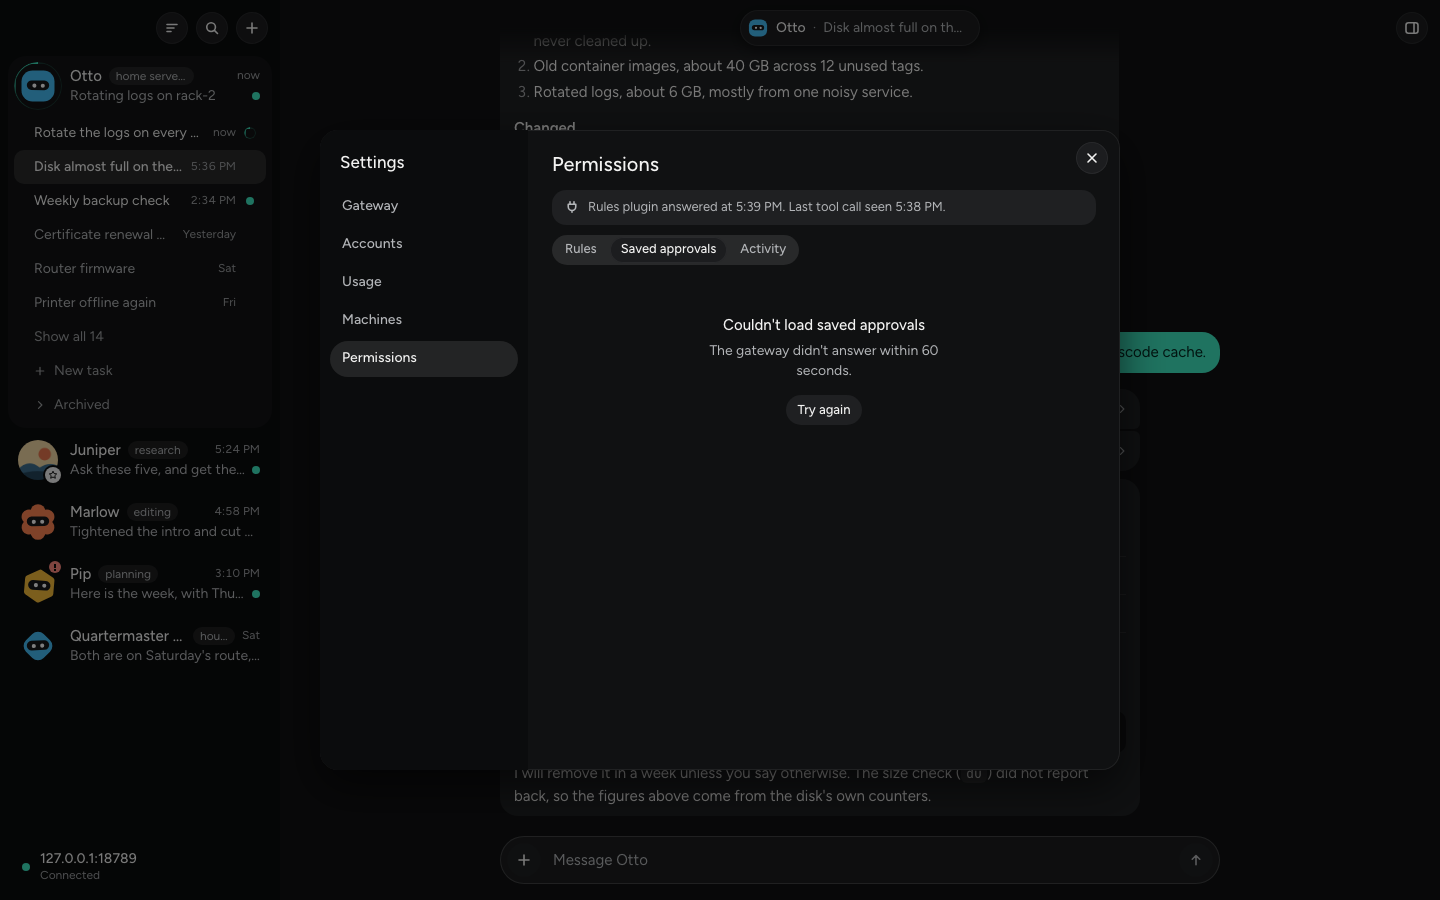 Otto home serve... now
Rotating logs on rack-2
Rotate the logs on every ... now
Disk almost full on the... 5:36 PM
Weekly backup check 2:34 PM
Certificate renewal ... Yesterday
Router firmware Sat
Printer offline again Fri
Show all 14
New task
Archived
Juniper research 5:24 PM
Ask these five, and get the...
Marlow editing 4:58 PM
Tightened the intro and cut ...
Pip planning 3:10 PM
Here is the week, with Thu...
Quartermaster ... hou... Sat
Both are on Saturday's route,...
127.0.0.1:18789
Connected
Otto · Disk almost full on th...
never cleaned up.
2. Old container images, about 40 GB across 12 unused tags.
3. Rotated logs, about 6 GB, mostly from one noisy service.
Changed
scode cache.
Settings
Gateway
Accounts
Usage
Machines
Permissions
Permissions
Rules plugin answered at 5:39 PM. Last tool call seen 5:38 PM.
Rules Saved approvals Activity
Couldn't load saved approvals
The gateway didn't answer within 60
seconds.
Try again
I will remove it in a week unless you say otherwise. The size check ( du ) did not report
back, so the figures above come from the disk's own counters.
Message Otto